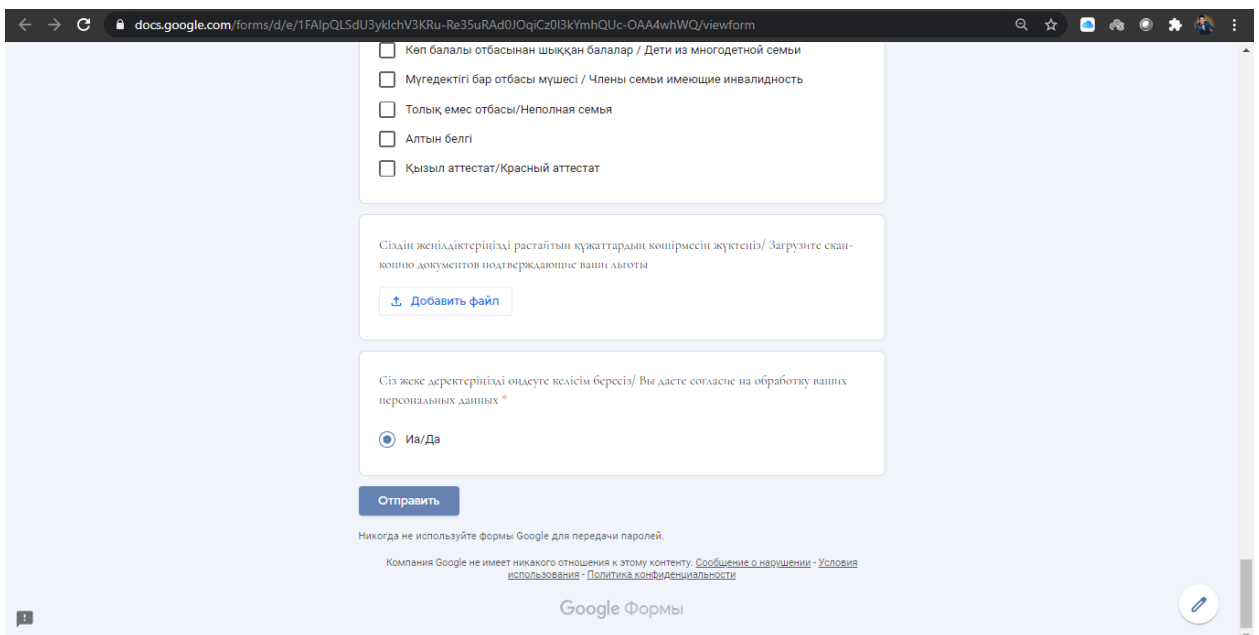 docs.google.com/forms/d/e/1FAIpQLSdU3ykIchV3KRu-Re35uRAd0JOqiCz0I3kYmhQUc-OAA4whWQ/viewform
Көп балалы отбасынан шыққан балалар / Дети из многодетной семьи
Мүгедектігі бар отбасы мүшесі / Члены семьи имеющие инвалидность
Толық емес отбасы/Неполная семья
Алтын белгі
Қызыл аттестат/Красный аттестат
Сіздің жеңілдіктеріңізді растайтын құжаттардың көшірмесін жүктеңіз/ Загрузите скан-
копию документов подтверждающие ваши льготы
Добавить файл
Сіз жеке деректеріңізді өңдеуге келісім бересіз/ Вы даете согласие на обработку ваших
персональных данных *
Иа/Да
Отправить
Никогда не используйте формы Google для передачи паролей.
Компания Google не имеет никакого отношения к этому контенту. Сообщение о нарушении - Условия
использования - Политика конфиденциальности
Google Формы